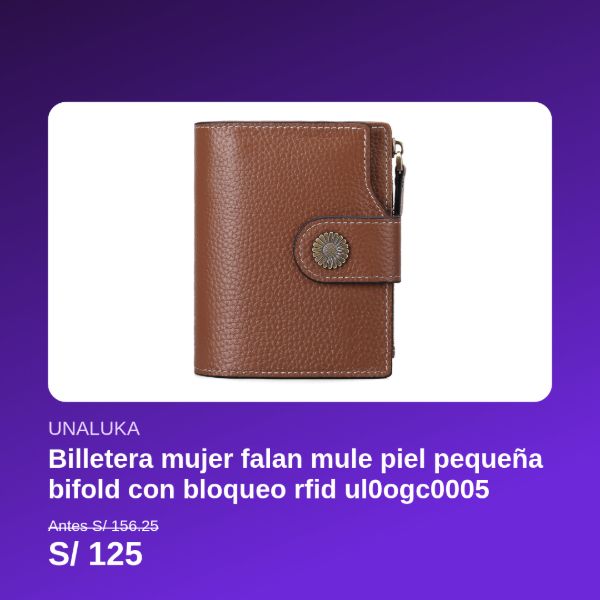 UNALUKA
Billetera mujer falan mule piel pequeña
bifold con bloqueo rfid ul0ogc0005
Antes S/ 156.25
S/ 125